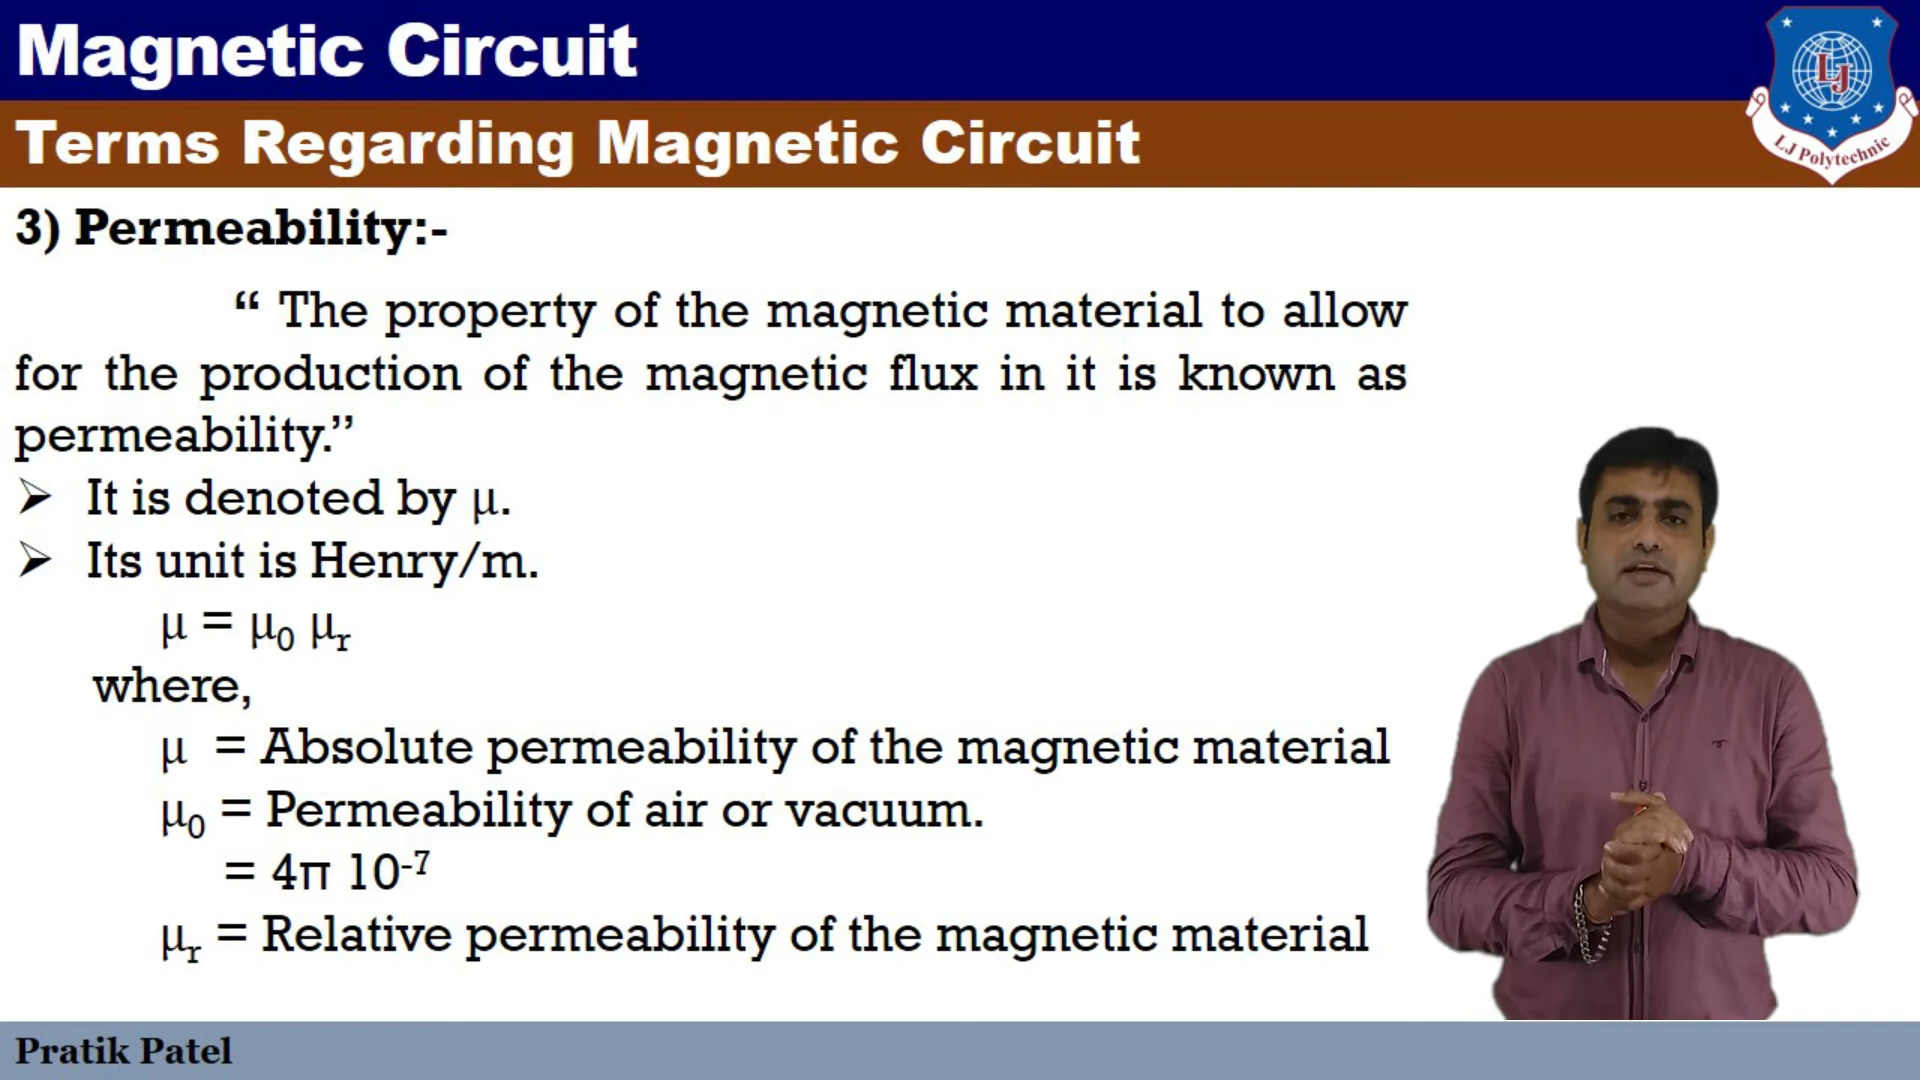 Magnetic Circuit
Terms Regarding Magnetic Circuit
LJ
LJ Polytechnic
3) Permeability:-
“ The property of the magnetic material to allow
for the production of the magnetic flux in it is known as
permeability.”
➢ It is denoted by μ.
➢ Its unit is Henry/m.
μ = μ₀ μᵣ
where,
μ = Absolute permeability of the magnetic material
μ₀ = Permeability of air or vacuum.
= 4π 10⁻⁷
μᵣ = Relative permeability of the magnetic material
Pratik Patel